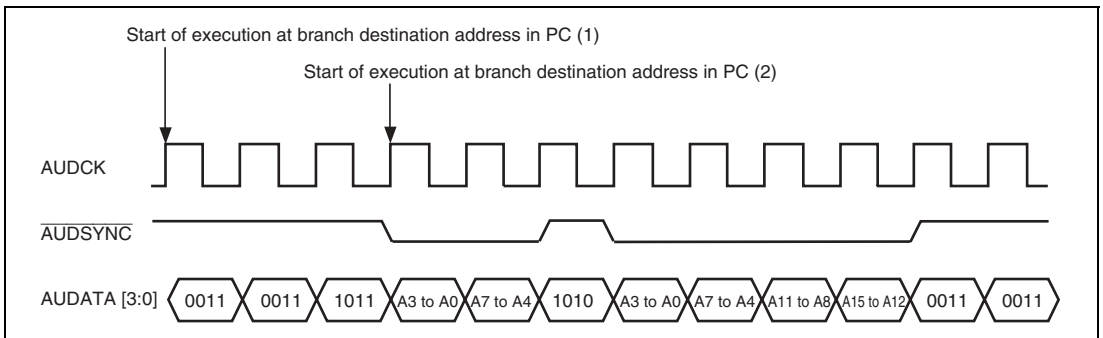 Start of execution at branch destination address in PC (1)
Start of execution at branch destination address in PC (2)
AUDCK
AUDSYNC
AUDATA [3:0] 0011 0011 1011 A3 to A0 A7 to A4 1010 A3 to A0 A7 to A4 A11 to A8 A15 to A12 0011 0011